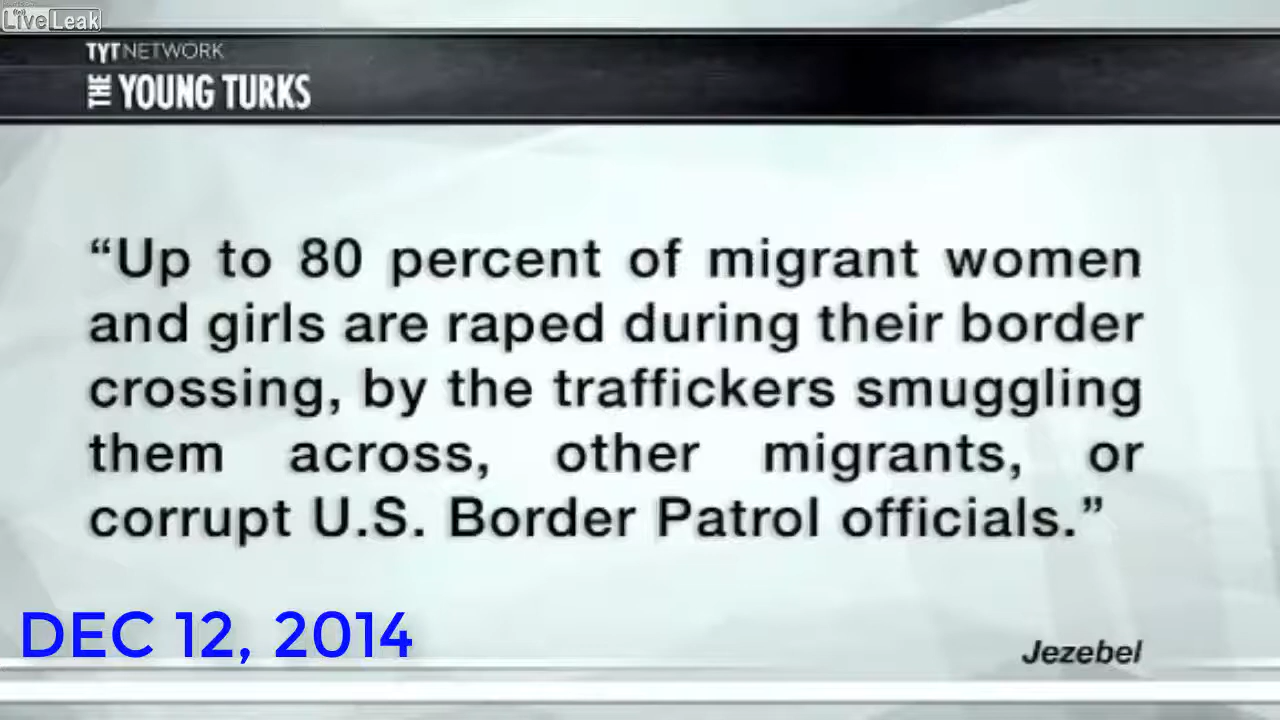 LiveLeak
TYT NETWORK
THE YOUNG TURKS
“Up to 80 percent of migrant women
and girls are raped during their border
crossing, by the traffickers smuggling
them across, other migrants, or
corrupt U.S. Border Patrol officials.”
DEC 12, 2014
Jezebel